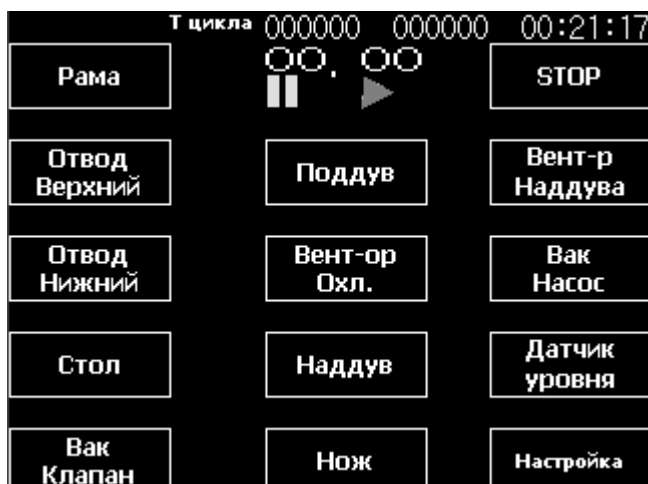 Т цикла 000000 000000 00:21:17
Рама 00.00 STOP
Отвод Верхний
Поддув
Вент-р Наддува
Отвод Нижний
Вент-ор Охл.
Вак Насос
Стол
Наддув
Датчик уровня
Вак Клапан
Нож
Настройка